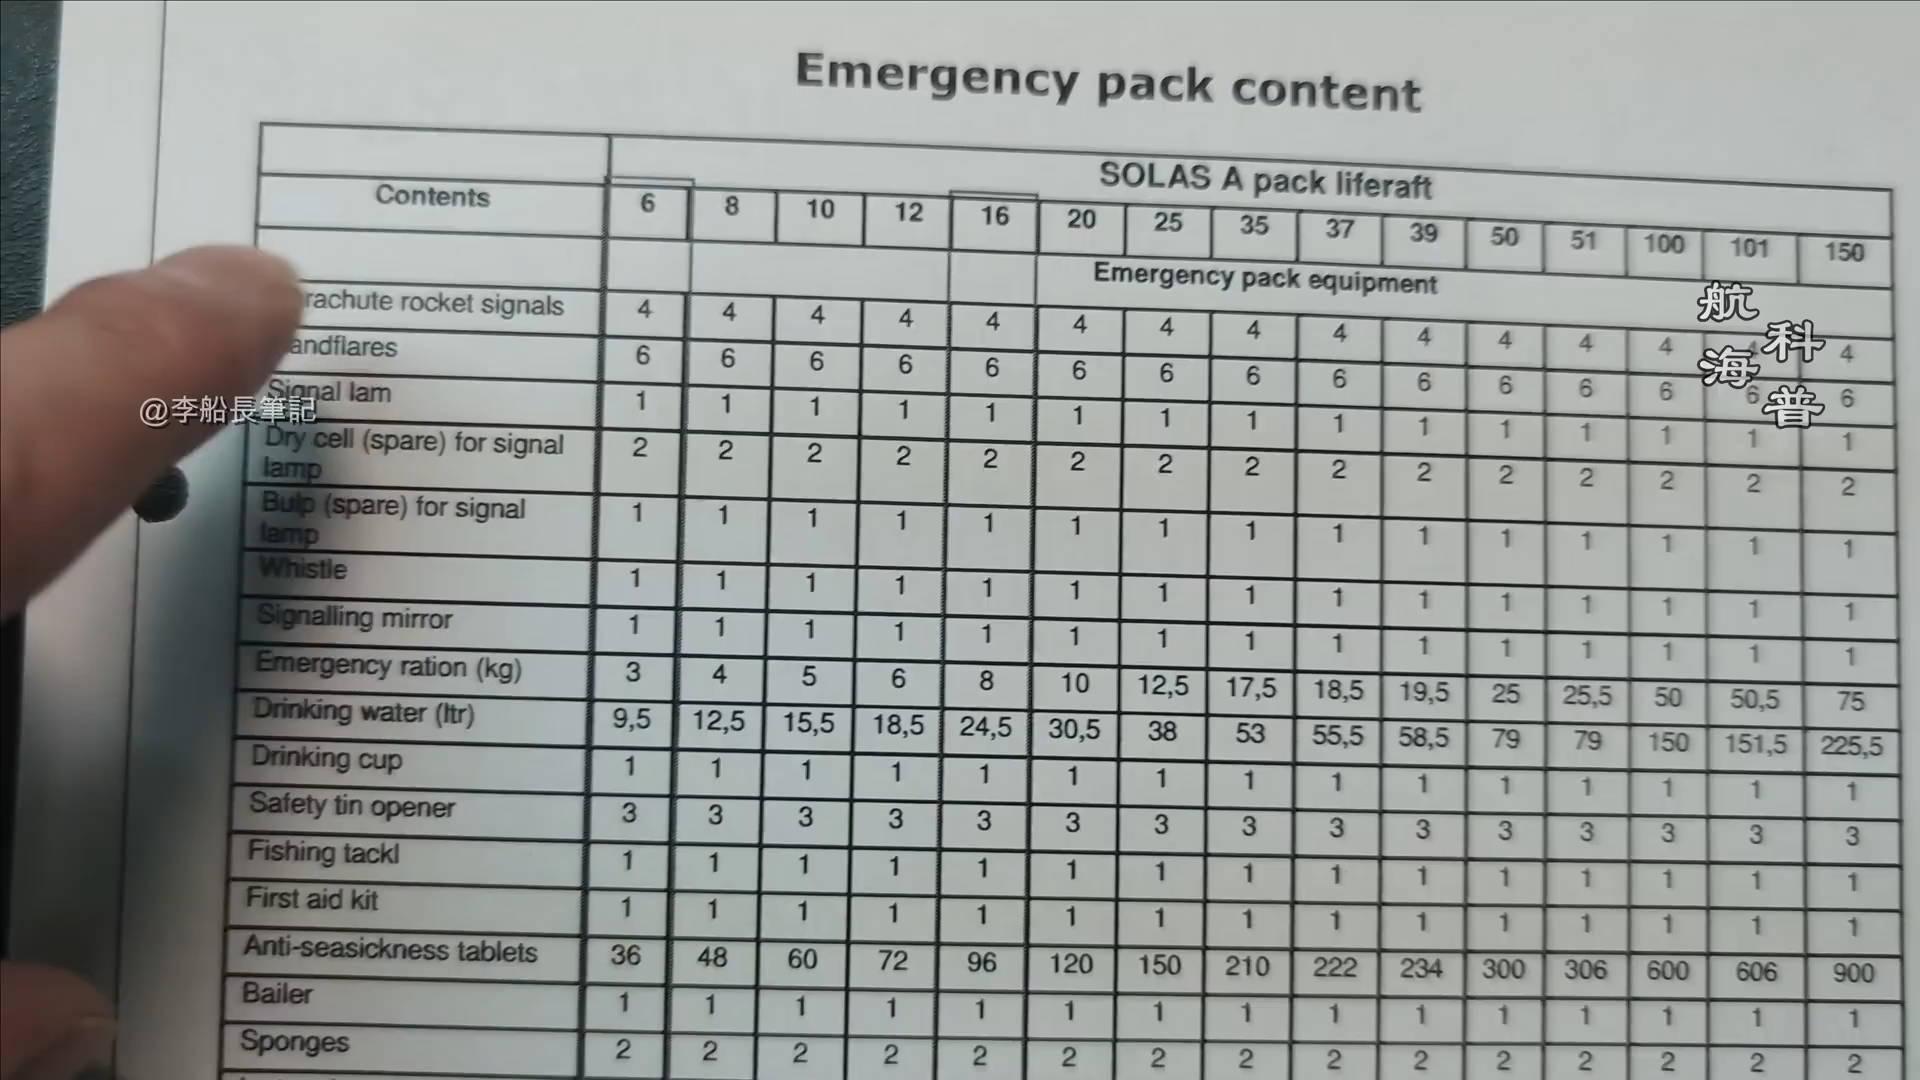 Emergency pack content
SOLAS A pack liferaft
Contents 6 8 10 12 16 20 25 35 37 39 50 51 100 101 150
Emergency pack equipment
rachute rocket signals 4 4 4 4 4 4 4 4 4 4 4 4 4 4 4
andflares 6 6 6 6 6 6 6 6 6 6 6 6 6 6 6
Signal lam 1 1 1 1 1 1 1 1 1 1 1 1 1 1 1
Dry cell (spare) for signal
lamp 2 2 2 2 2 2 2 2 2 2 2 2 2 2 2
Bulp (spare) for signal
lamp 1 1 1 1 1 1 1 1 1 1 1 1 1 1 1
Whistle 1 1 1 1 1 1 1 1 1 1 1 1 1 1 1
Signalling mirror 1 1 1 1 1 1 1 1 1 1 1 1 1 1 1
Emergency ration (kg) 3 4 5 6 8 10 12,5 17,5 18,5 19,5 25 25,5 50 50,5 75
Drinking water (ltr) 9,5 12,5 15,5 18,5 24,5 30,5 38 53 55,5 58,5 79 79 150 151,5 225,5
Drinking cup 1 1 1 1 1 1 1 1 1 1 1 1 1 1 1
Safety tin opener 3 3 3 3 3 3 3 3 3 3 3 3 3 3 3
Fishing tackl 1 1 1 1 1 1 1 1 1 1 1 1 1 1 1
First aid kit 1 1 1 1 1 1 1 1 1 1 1 1 1 1 1
Anti-seasickness tablets 36 48 60 72 96 120 150 210 222 234 300 306 600 606 900
Bailer 1 1 1 1 1 1 1 1 1 1 1 1 1 1 1
Sponges 2 2 2 2 2 2 2 2 2 2 2 2 2 2 2
@李船長筆記
航海
科普